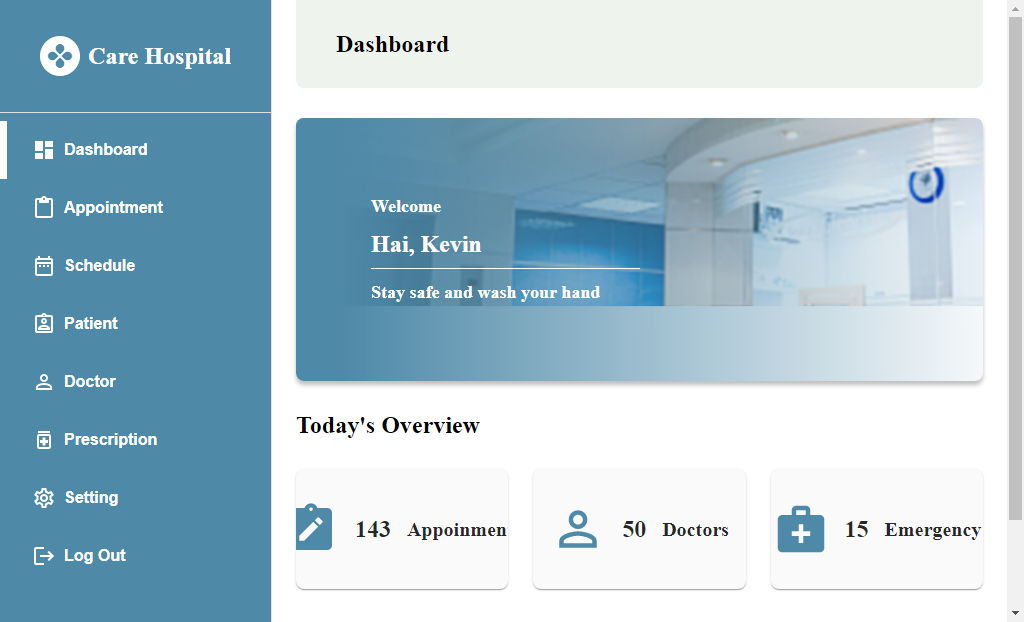 Care Hospital
Dashboard
Appointment
Schedule
Patient
Doctor
Prescription
Setting
Log Out
Dashboard
Welcome
Hai, Kevin
Stay safe and wash your hand
Today's Overview
143 Appoinmen
50 Doctors
15 Emergency